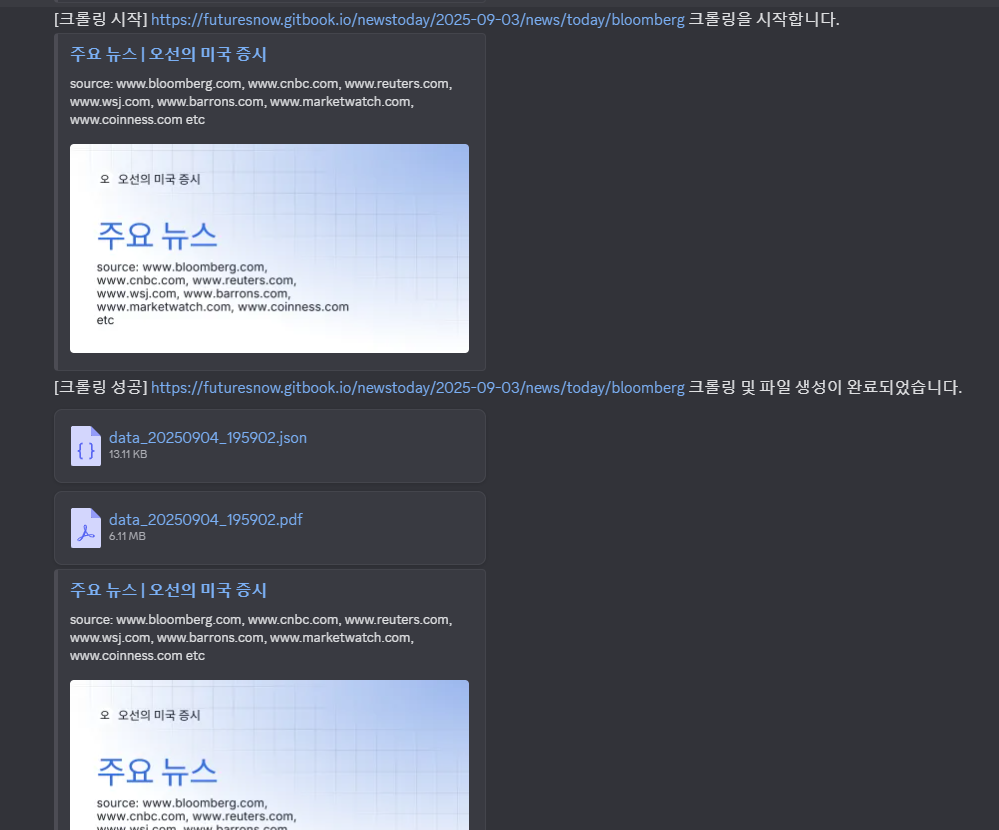 [크롤링 시작] https://futuresnow.gitbook.io/newstoday/2025-09-03/news/today/bloomberg 크롤링을 시작합니다.
주요 뉴스 | 오선의 미국 증시
source: www.bloomberg.com, www.cnbc.com, www.reuters.com,
www.wsj.com, www.barrons.com, www.marketwatch.com,
www.coinness.com etc
오 오선의 미국 증시
주요 뉴스
source: www.bloomberg.com,
www.cnbc.com, www.reuters.com,
www.wsj.com, www.barrons.com,
www.marketwatch.com, www.coinness.com
etc
[크롤링 성공] https://futuresnow.gitbook.io/newstoday/2025-09-03/news/today/bloomberg 크롤링 및 파일 생성이 완료되었습니다.
data_20250904_195902.json
13.11 KB
data_20250904_195902.pdf
6.11 MB
주요 뉴스 | 오선의 미국 증시
source: www.bloomberg.com, www.cnbc.com, www.reuters.com,
www.wsj.com, www.barrons.com, www.marketwatch.com,
www.coinness.com etc
오 오선의 미국 증시
주요 뉴스
source: www.bloomberg.com,
www.cnbc.com, www.reuters.com,
www.wsj.com, www.barrons.com